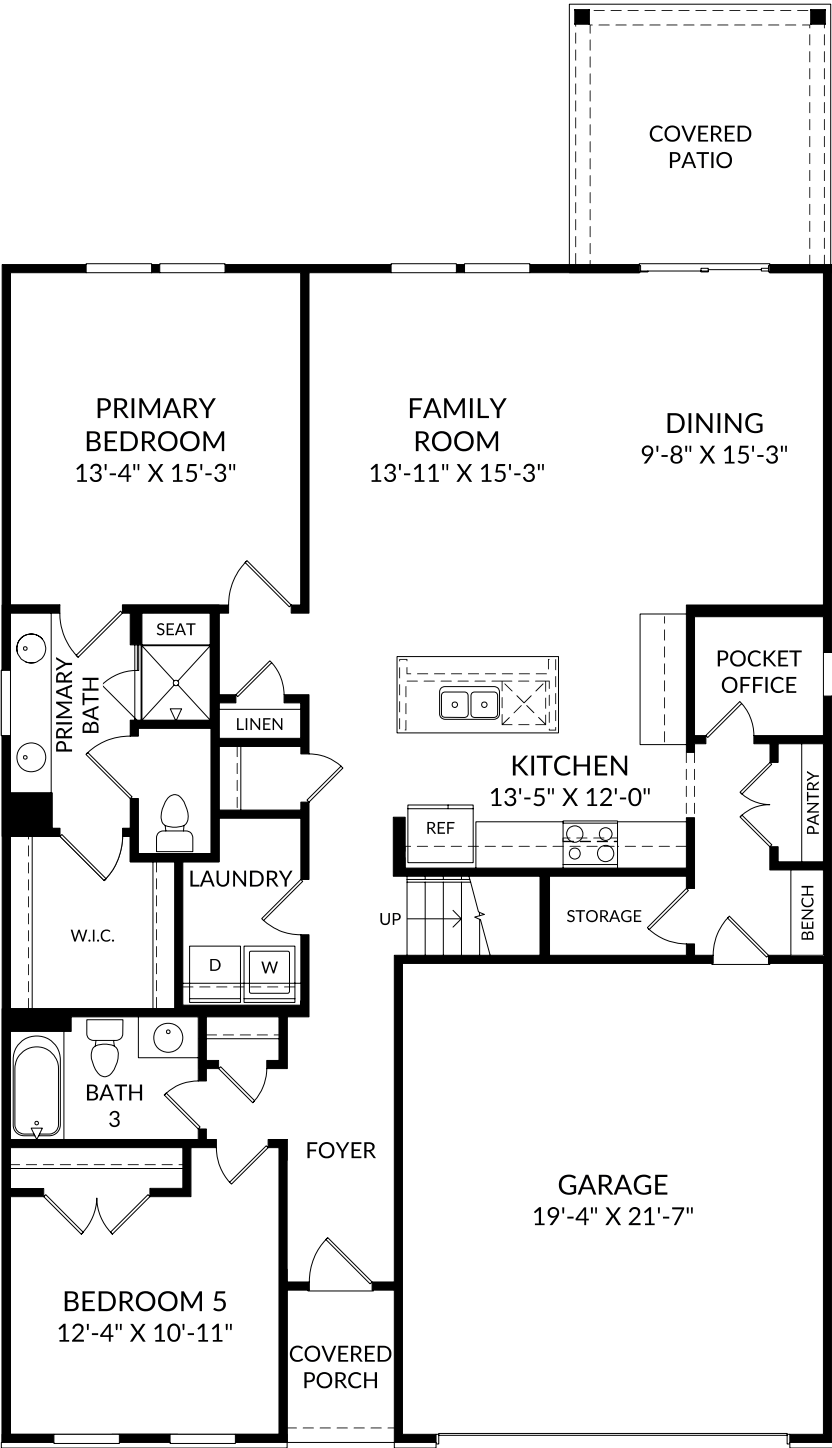 COVERED
PATIO
PRIMARY
BEDROOM
13'-4" X 15'-3"
FAMILY
ROOM
13'-11" X 15'-3"
DINING
9'-8" X 15'-3"
SEAT
PRIMARY
BATH
LINEN
POCKET
OFFICE
KITCHEN
13'-5" X 12'-0"
PANTRY
REF
LAUNDRY
UP
STORAGE
BENCH
W.I.C.
D
W
BATH
3
FOYER
GARAGE
19'-4" X 21'-7"
BEDROOM 5
12'-4" X 10'-11"
COVERED
PORCH